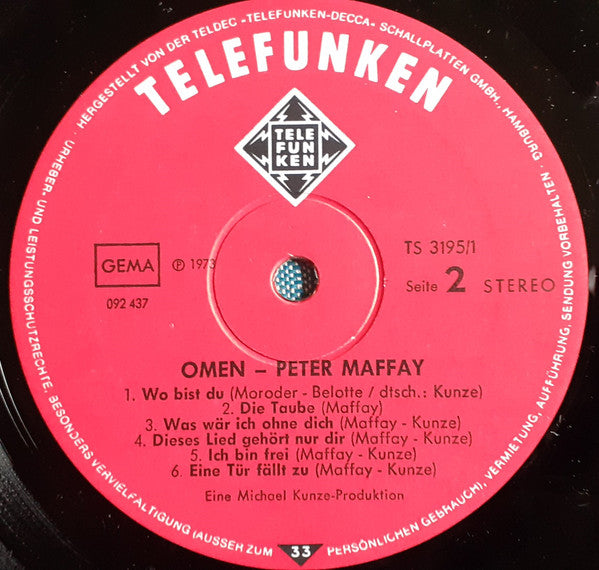 HERGESTELLT VON DER TELDEC »TELEFUNKEN-DECCA« SCHALLPLATTEN GMBH., HAMBURG
TELEFUNKEN
TELE
FUN
KEN
GEMA
℗ 1973
092 437
TS 3195/1
Seite 2 STEREO
OMEN – PETER MAFFAY
1. Wo bist du (Moroder - Belotte / dtsch.: Kunze)
2. Die Taube (Maffay)
3. Was wär ich ohne dich (Maffay - Kunze)
4. Dieses Lied gehört nur dir (Maffay - Kunze)
5. Ich bin frei (Maffay - Kunze)
6. Eine Tür fällt zu (Maffay - Kunze)
Eine Michael Kunze-Produktion
URHEBER- UND LEISTUNGSSCHUTZRECHTE, BESONDERS VERVIELFALTIGUNG (AUSSER ZUM PERSÖNLICHEN GEBRAUCH), VERMIETUNG, AUFFÜHRUNG, SENDUNG VORBEHALTEN
33